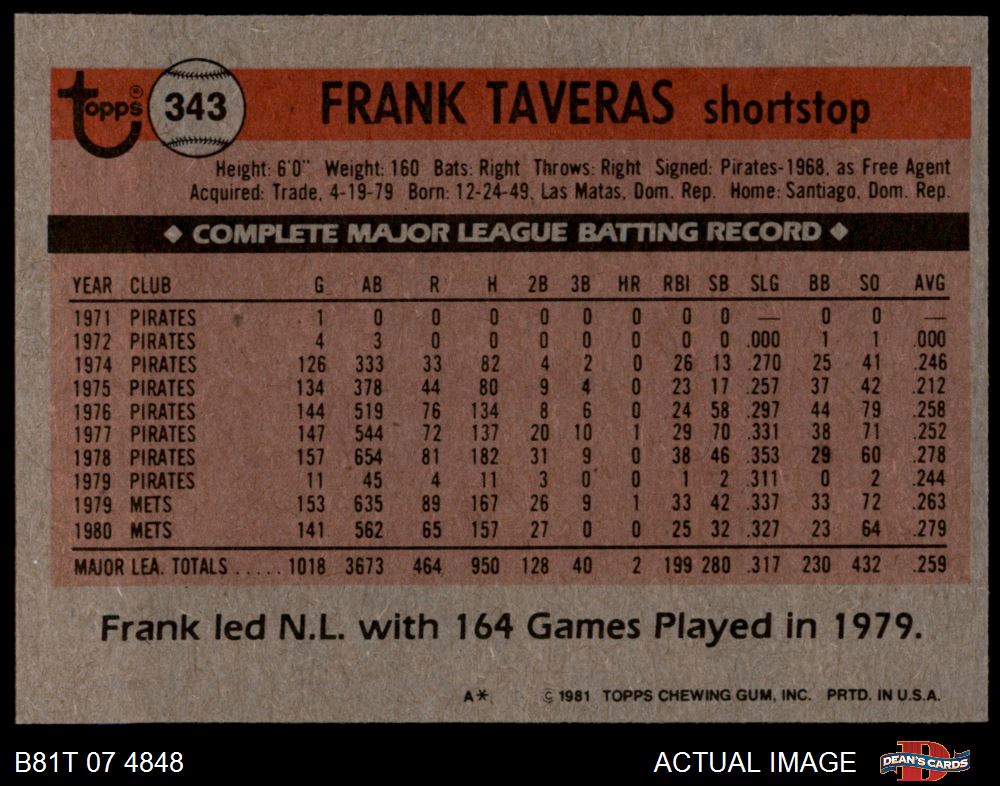 topps® 343 FRANK TAVERAS shortstop
Height: 6'0" Weight: 160 Bats: Right Throws: Right Signed: Pirates-1968, as Free Agent
Acquired: Trade, 4-19-79 Born: 12-24-49, Las Matas, Dom. Rep. Home: Santiago, Dom. Rep.
◆ COMPLETE MAJOR LEAGUE BATTING RECORD ◆
YEAR CLUB G AB R H 2B 3B HR RBI SB SLG BB SO AVG
1971 PIRATES 1 0 0 0 0 0 0 0 0 — 0 0 —
1972 PIRATES 4 3 0 0 0 0 0 0 0 .000 1 1 .000
1974 PIRATES 126 333 33 82 4 2 0 26 13 .270 25 41 .246
1975 PIRATES 134 378 44 80 9 4 0 23 17 .257 37 42 .212
1976 PIRATES 144 519 76 134 8 6 0 24 58 .297 44 79 .258
1977 PIRATES 147 544 72 137 20 10 1 29 70 .331 38 71 .252
1978 PIRATES 157 654 81 182 31 9 0 38 46 .353 29 60 .278
1979 PIRATES 11 45 4 11 3 0 0 1 2 .311 0 2 .244
1979 METS 153 635 89 167 26 9 1 33 42 .337 33 72 .263
1980 METS 141 562 65 157 27 0 0 25 32 .327 23 64 .279
MAJOR LEA. TOTALS ..... 1018 3673 464 950 128 40 2 199 280 .317 230 432 .259
Frank led N.L. with 164 Games Played in 1979.
A* © 1981 TOPPS CHEWING GUM, INC. PRTD. IN U.S.A.
B81T 07 4848 ACTUAL IMAGE D DEAN'S CARDS